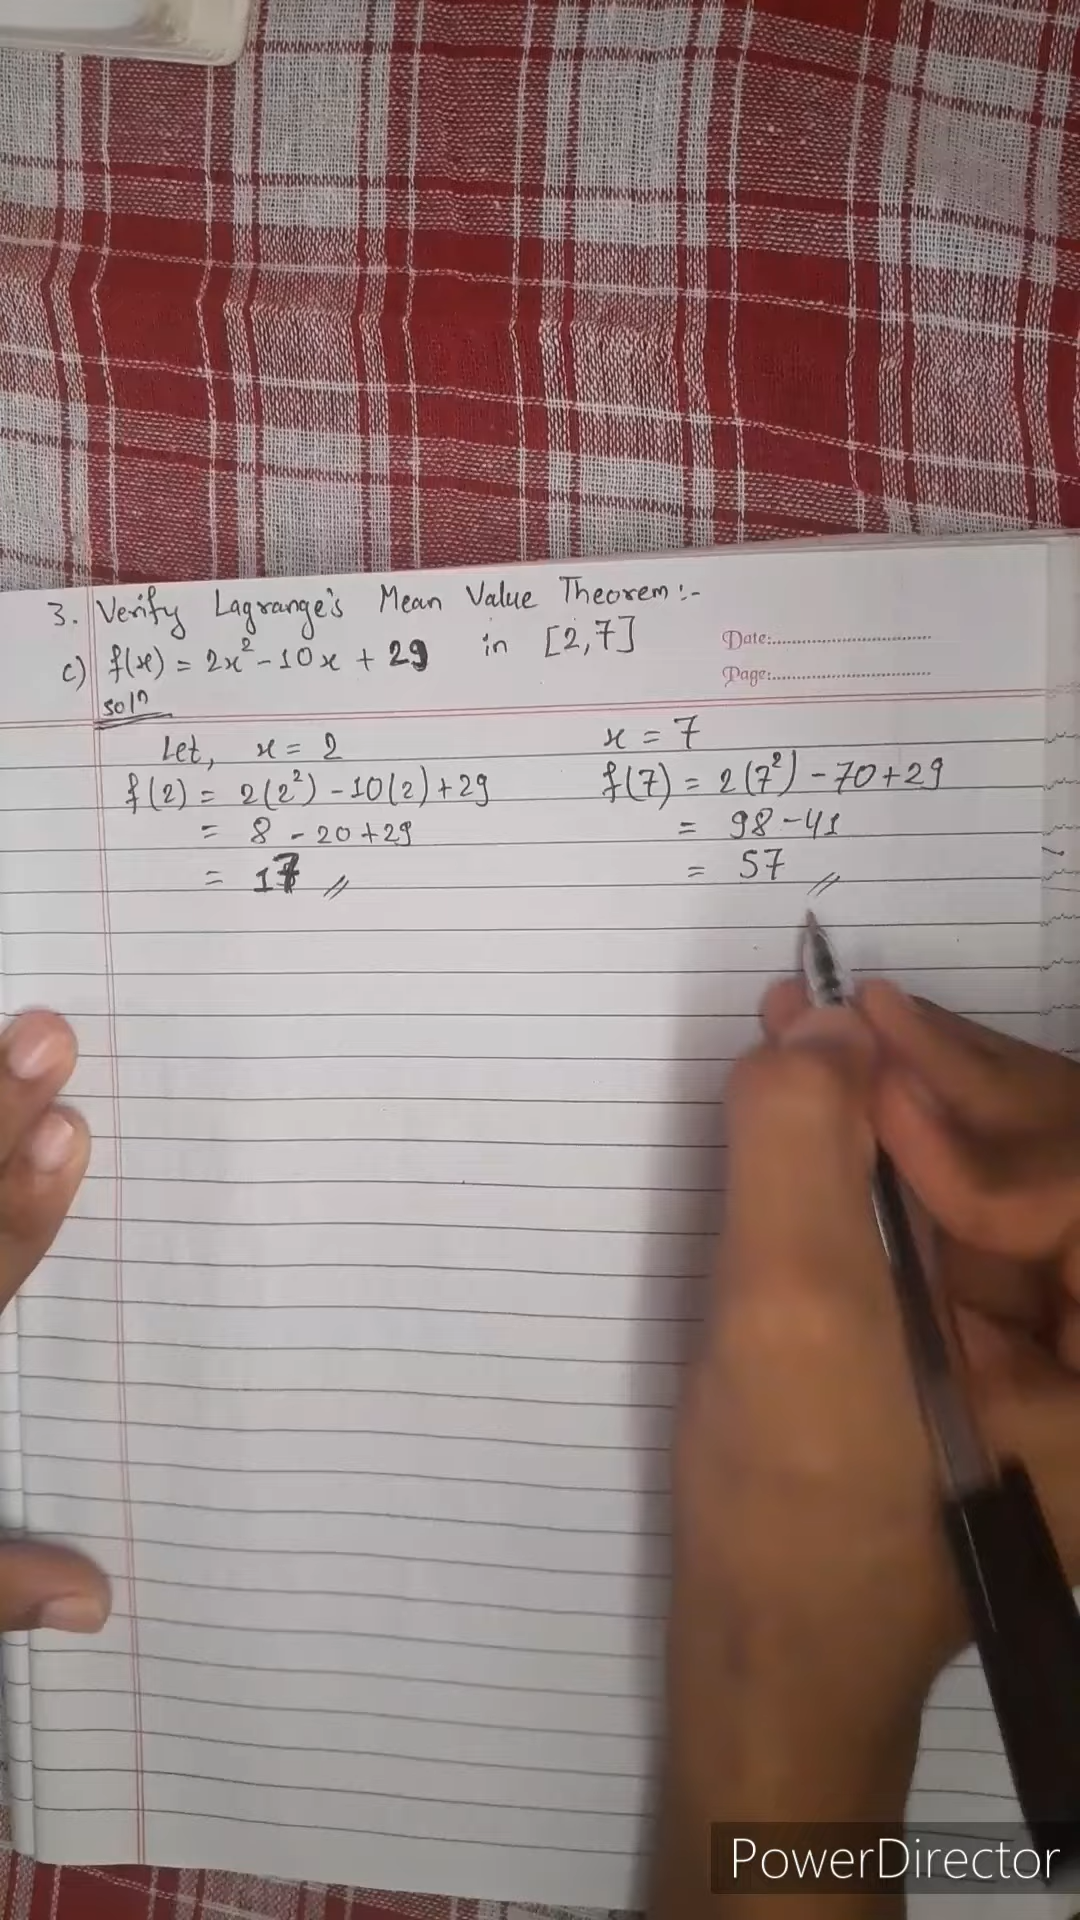 3. Verify Lagrange's Mean Value Theorem:-
c) f(x) = 2x² - 10x + 29 in [2,7]
Date:................................
Page:................................
solⁿ
Let, x = 2
f(2) = 2(2²) - 10(2) + 29
= 8 - 20 + 29
= 17 //
x = 7
f(7) = 2(7²) - 70 + 29
= 98 - 41
= 57 //
PowerDirector